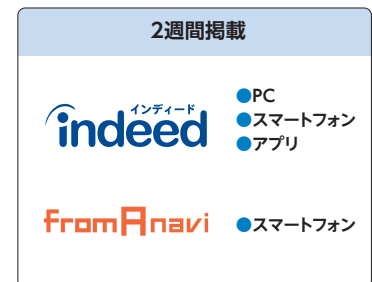 2週間掲載
インディード
indeed
●PC
●スマートフォン
●アプリ
fromAnavi
●スマートフォン